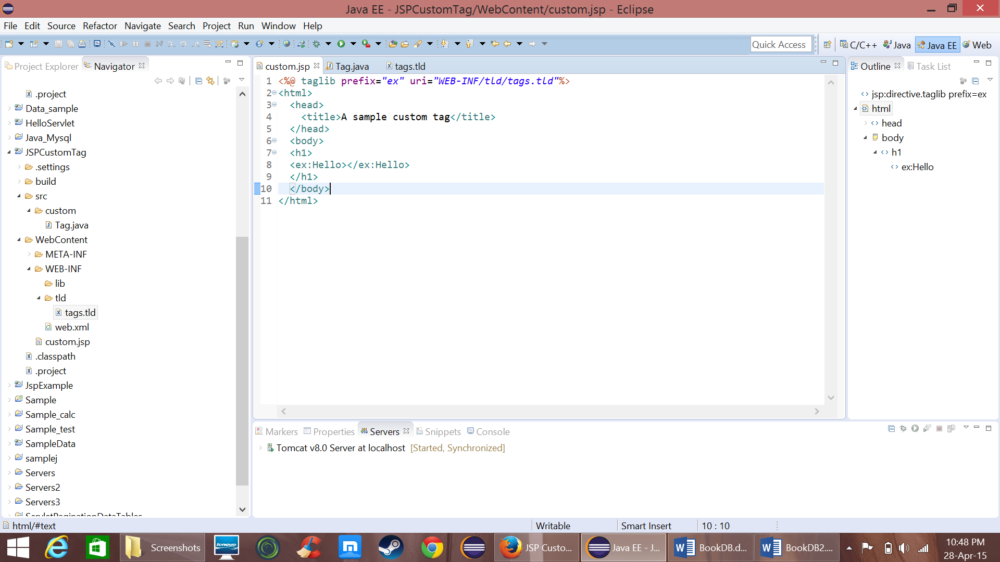 Java EE - JSPCustomTag/WebContent/custom.jsp - Eclipse
File Edit Source Refactor Navigate Search Project Run Window Help
Quick Access C/C++ Java Java EE Web
Project Explorer Navigator
.project
Data_sample
HelloServlet
Java_Mysql
JSPCustomTag
.settings
build
src
custom
Tag.java
WebContent
META-INF
WEB-INF
lib
tld
tags.tld
web.xml
custom.jsp
.classpath
.project
JspExample
Sample
Sample_calc
Sample_test
SampleData
samplej
Servers
Servers2
Servers3
ServletPaginationDataTables
custom.jsp Tag.java tags.tld
1 <%@ taglib prefix="ex" uri="WEB-INF/tld/tags.tld"%>
2 <html>
3 <head>
4 <title>A sample custom tag</title>
5 </head>
6 <body>
7 <h1>
8 <ex:Hello></ex:Hello>
9 </h1>
10 </body>
11 </html>
Outline Task List
jsp:directive.taglib prefix=ex
html
head
body
h1
ex:Hello
Markers Properties Servers Snippets Console
Tomcat v8.0 Server at localhost [Started, Synchronized]
html/#text Writable Smart Insert 10 : 10
Screenshots lenovo JSP Custo... Java EE - J... BookDB.d... BookDB2....
10:48 PM
28-Apr-15